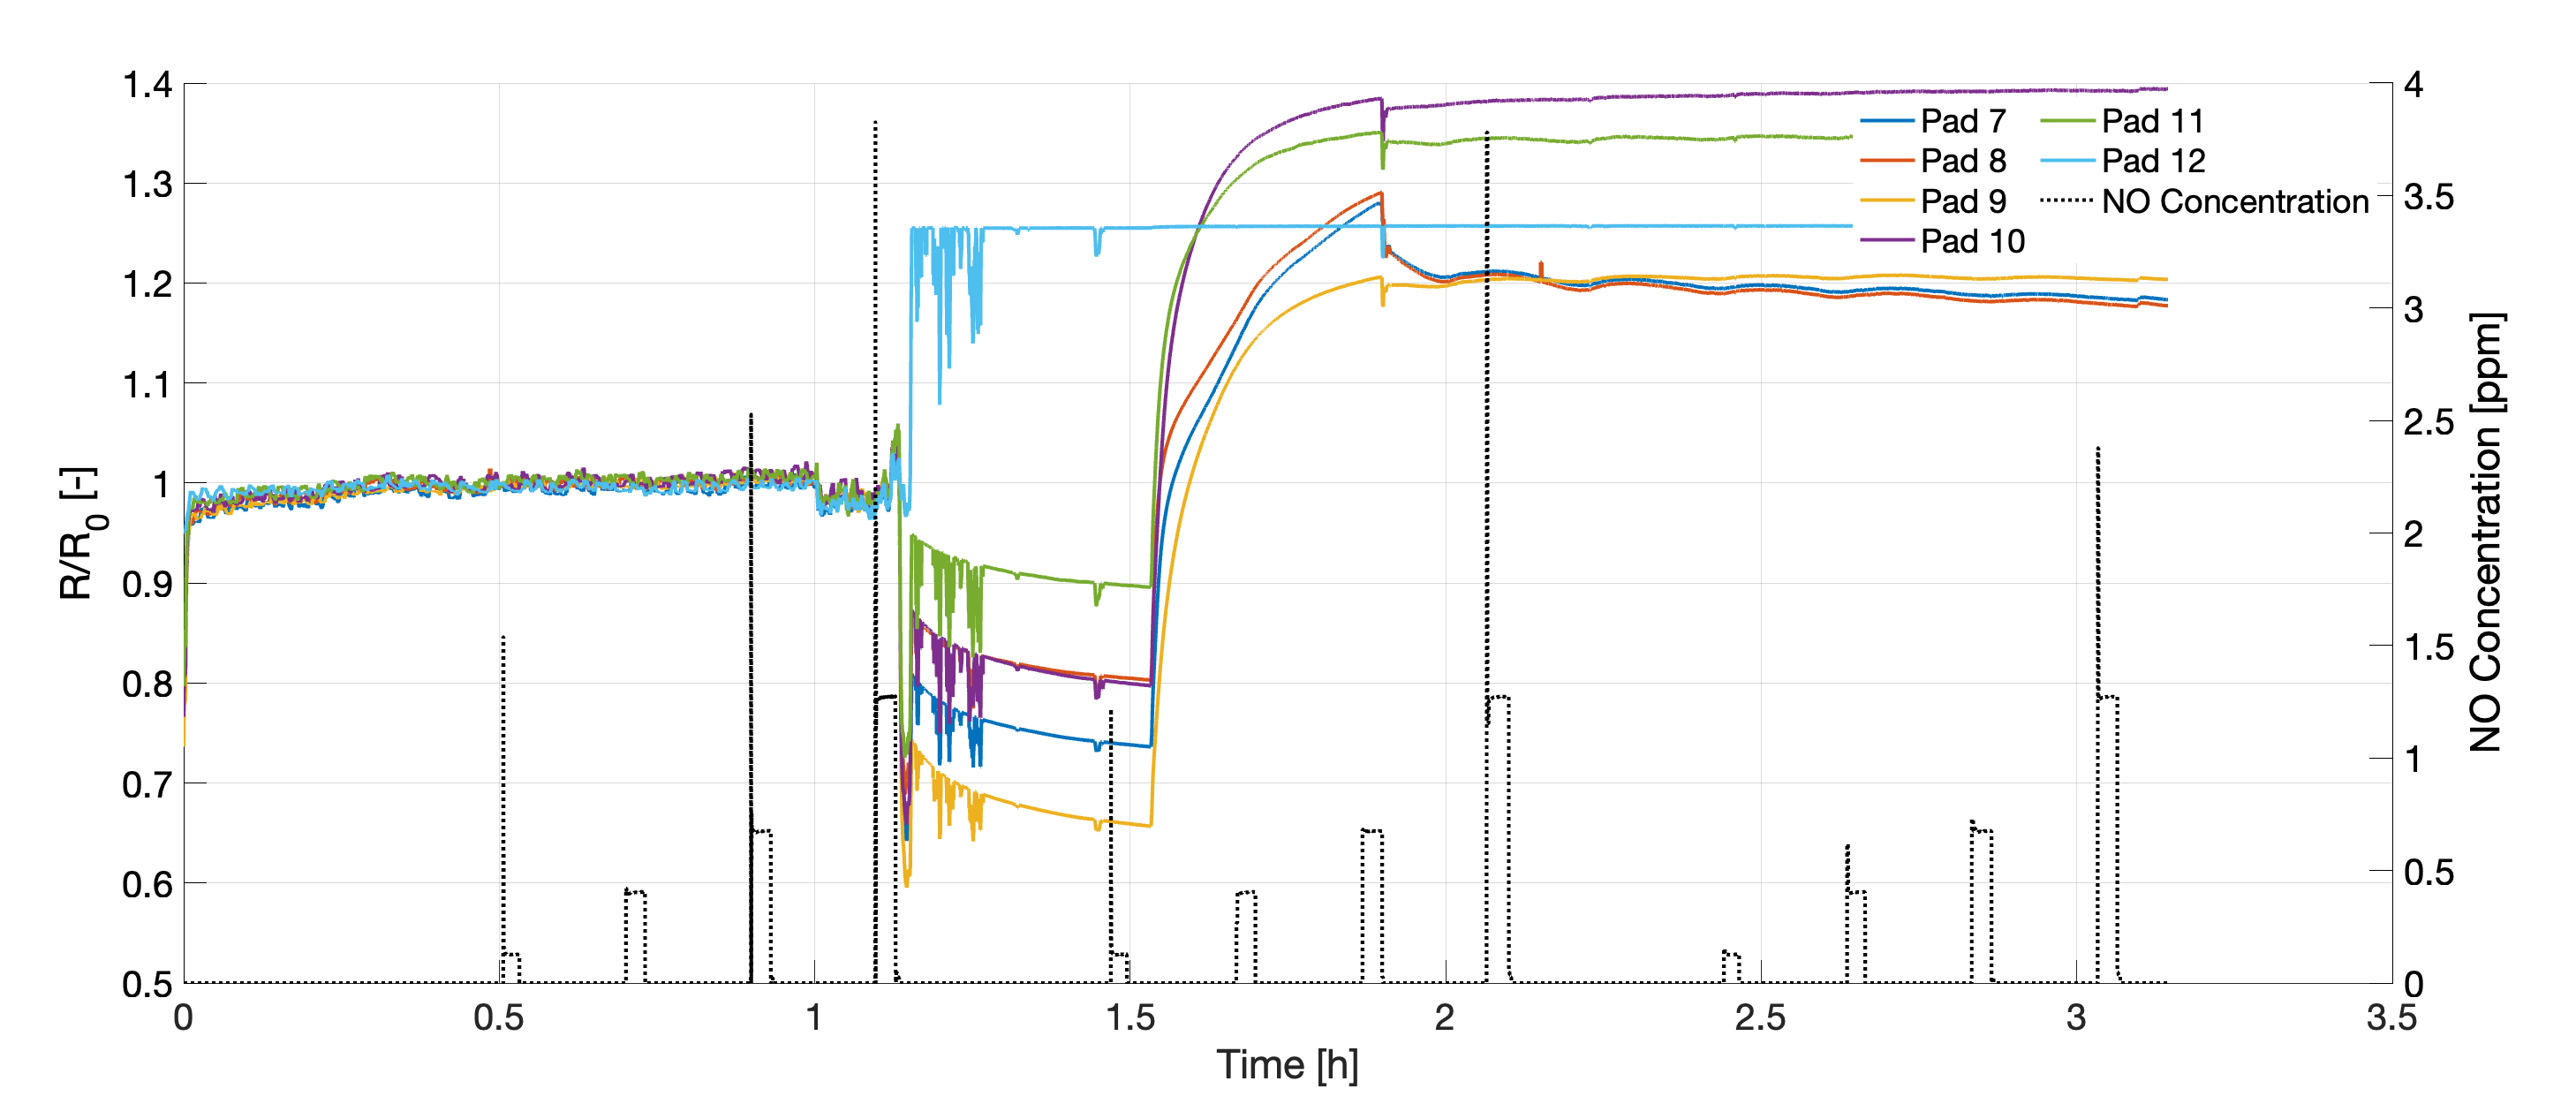 1.4
1.3
1.2
1.1
1
0.9
0.8
0.7
0.6
0.5
R/R0 [-]
4
3.5
3
2.5
2
1.5
1
0.5
0
NO Concentration [ppm]
Pad 7
Pad 8
Pad 9
Pad 10
Pad 11
Pad 12
NO Concentration
0 0.5 1 1.5 2 2.5 3 3.5
Time [h]